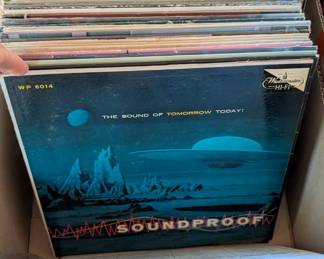 WP 6014
Westminster
HI-FI
THE SOUND OF TOMORROW TODAY!
SOUNDPROOF